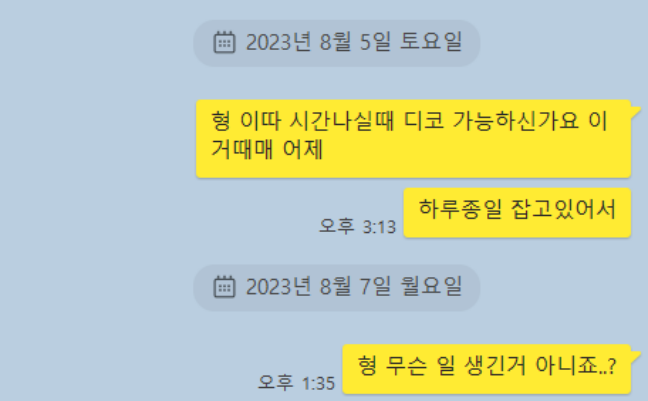 2023년 8월 5일 토요일
형 이따 시간나실때 디코 가능하신가요 이
거때매 어제
하루종일 잡고있어서
오후 3:13
2023년 8월 7일 월요일
형 무슨 일 생긴거 아니죠..?
오후 1:35